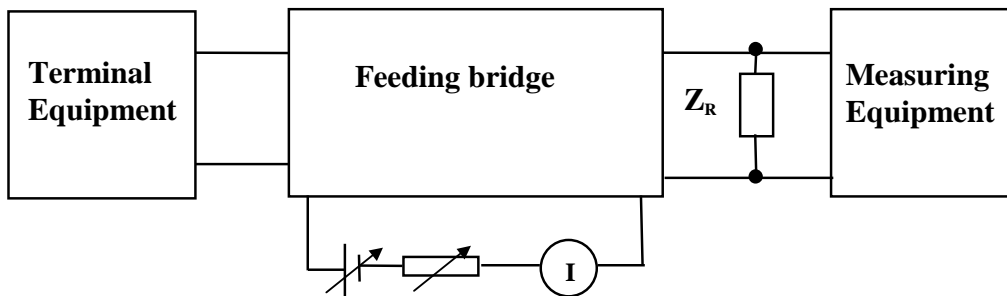 Terminal
Equipment
Feeding bridge
Z_R
Measuring
Equipment
I